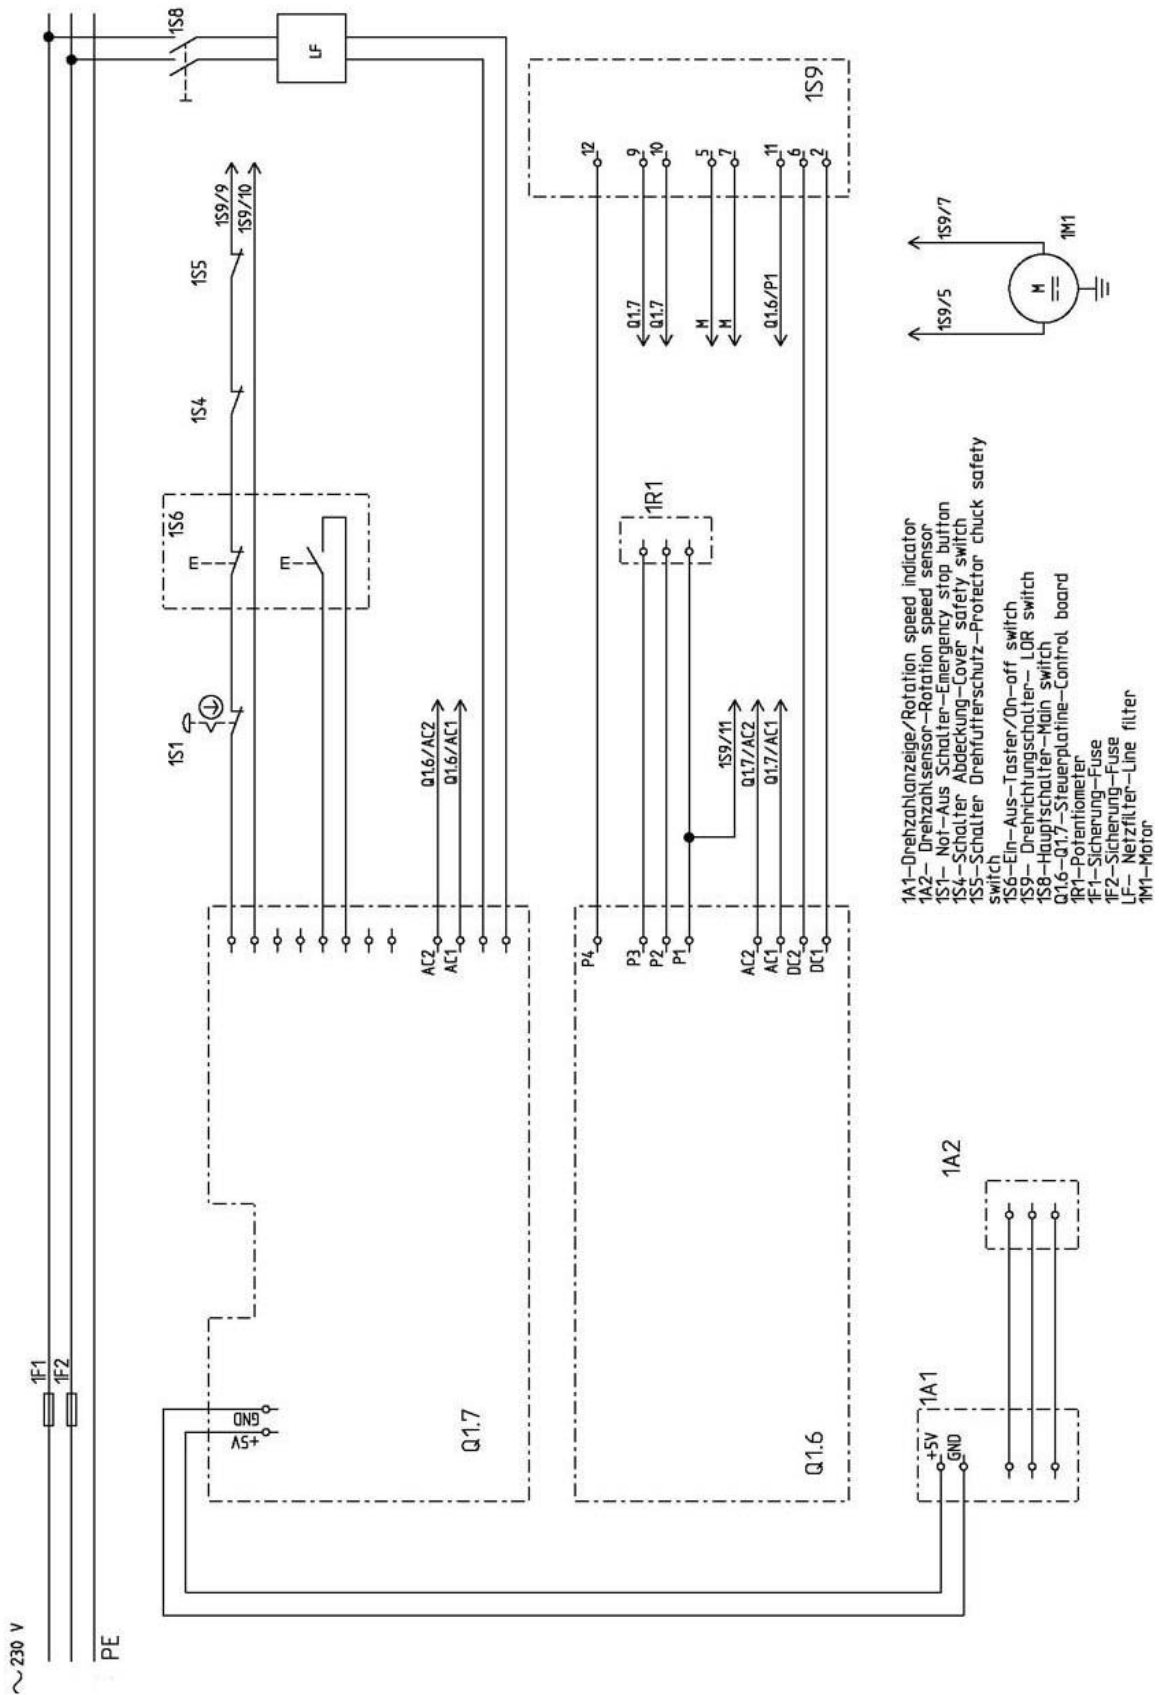 ~ 230 V
1F1
1F2
PE
1S8
LF
1S9/9
1S9/10
1S5
1S4
1S6
E
E
1S1
Q1.6/AC2
Q1.6/AC1
AC2
AC1
GND
+5V
Q1.7
1S9
12
9
10
5
7
11
6
2
Q1.7
Q1.7
M
M
Q1.6/P1
1R1
1S9/11
Q1.7/AC2
Q1.7/AC1
P4
P3
P2
P1
AC2
AC1
DC2
DC1
Q1.6
1S9/7
1S9/5
M
1M1
1A2
1A1
+5V
GND
1A1-Drehzahlanzeige/Rotation speed indicator
1A2- Drehzahlsensor-Rotation speed sensor
1S1- Not-Aus Schalter-Emergency stop button
1S4-Schalter Abdeckung-Cover safety switch
1S5-Schalter Drehfutterschutz-Protector chuck safety
switch
1S6-Ein-Aus-Taster/On-off switch
1S9- Drehrichtungschalter- LOR switch
1S8-Hauptschalter-Main switch
Q1.6-Q1.7-Steuerplatine-Control board
1R1-Potentiometer
1F1-Sicherung-Fuse
1F2-Sicherung-Fuse
LF- Netzfilter-Line filter
1M1-Motor